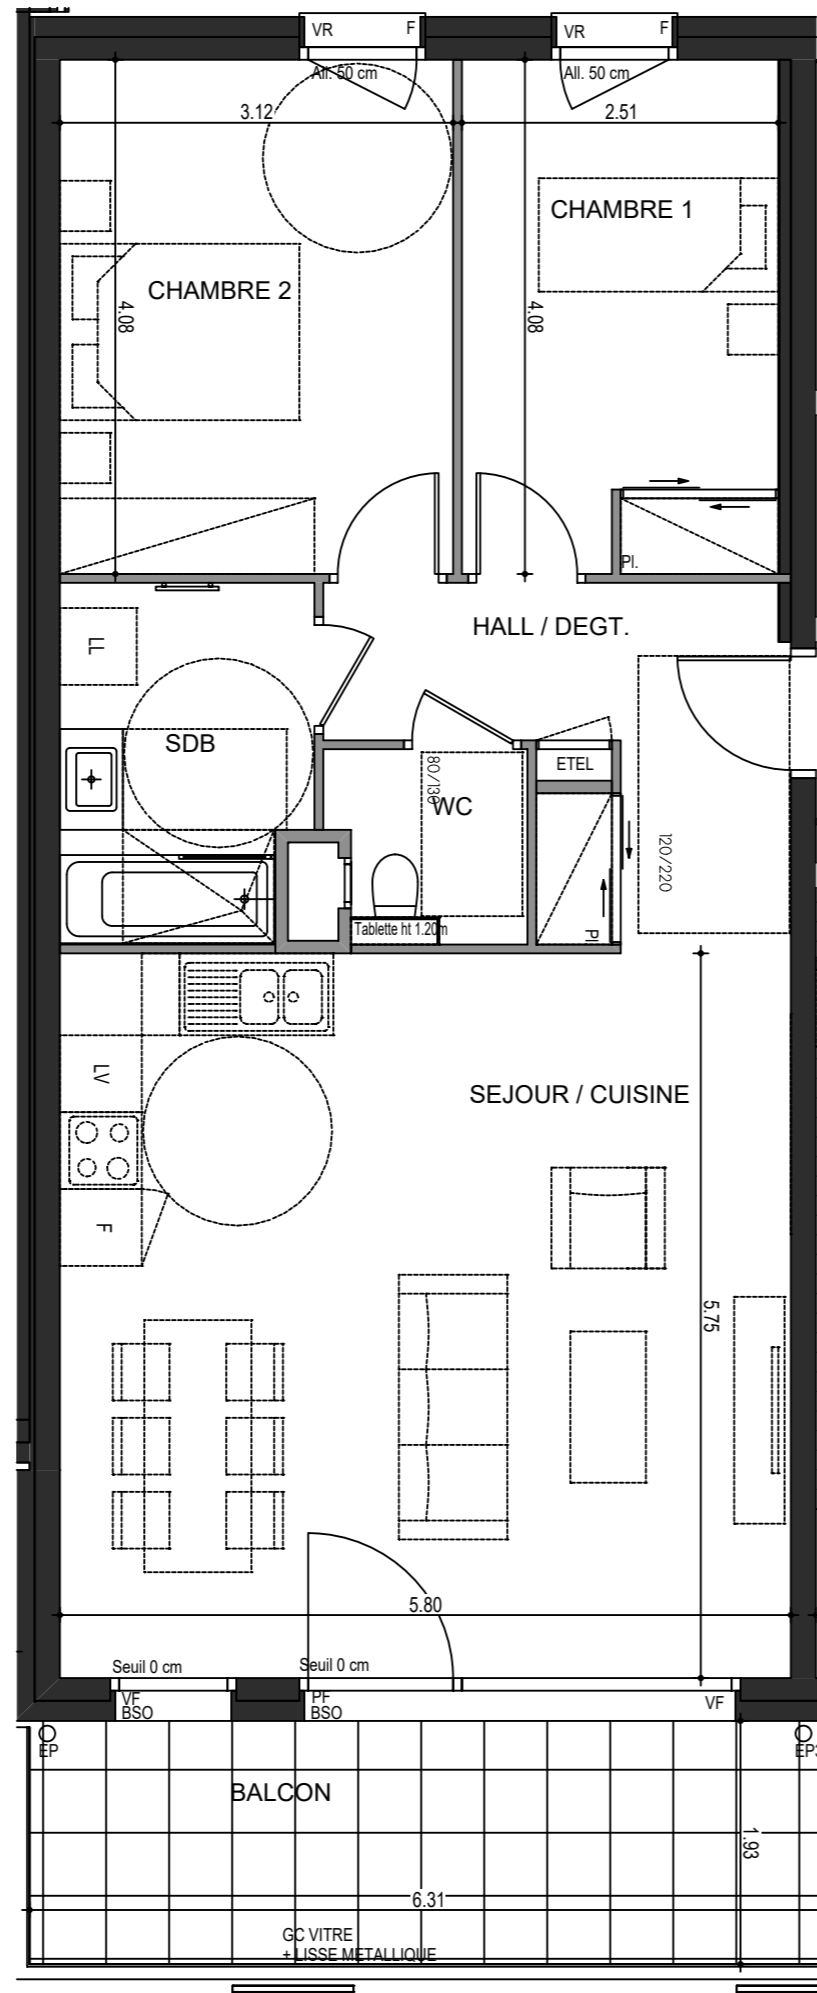 VR F
VR F
All. 50 cm
All. 50 cm
3.12
2.51
CHAMBRE 1
CHAMBRE 2
4.08
4.08
Pl.
HALL / DEGT.
LL
SDB
ETEL
80/130
WC
120/220
Tablette ht 1.20m
Pl
LV
SEJOUR / CUISINE
F
5.75
5.80
Seuil 0 cm
Seuil 0 cm
VF
BSO
PF
BSO
VF
EP
EP3
BALCON
1.93
6.31
GC VITRE
+ LISSE METALLIQUE